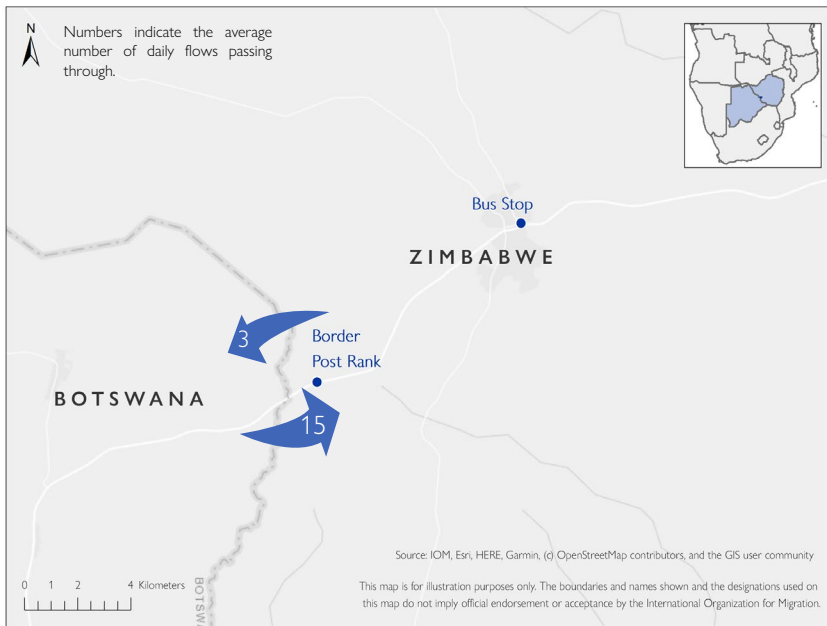 N
Numbers indicate the average
number of daily flows passing
through.
Bus Stop
ZIMBABWE
3
Border
Post Rank
BOTSWANA
15
Source: IOM, Esri, HERE, Garmin, (c) OpenStreetMap contributors, and the GIS user community
0 1 2 4 Kilometers
BOTSW
This map is for illustration purposes only. The boundaries and names shown and the designations used on
this map do not imply official endorsement or acceptance by the International Organization for Migration.